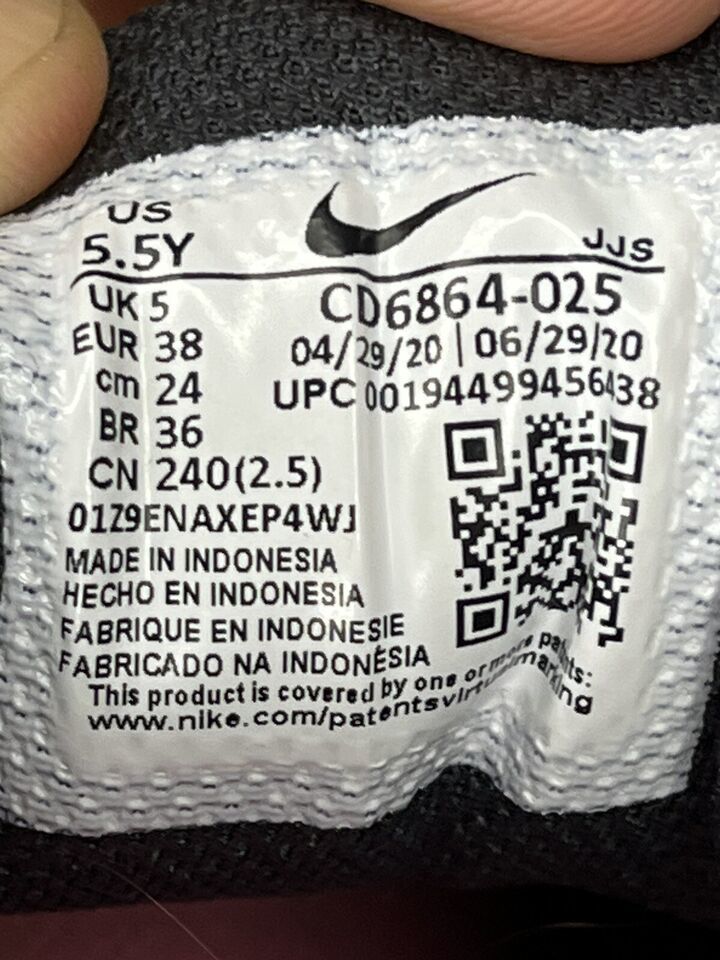 US
5.5Y
JJS
UK 5
CD6864-025
EUR 38
04/29/20 | 06/29/20
cm 24
UPC 00194499456438
BR 36
CN 240(2.5)
01Z9ENAXEP4WJ
MADE IN INDONESIA
HECHO EN INDONESIA
FABRIQUE EN INDONESIE
FABRICADO NA INDONÉSIA
This product is covered by one or more patents:
www.nike.com/patentsvirtualmarking